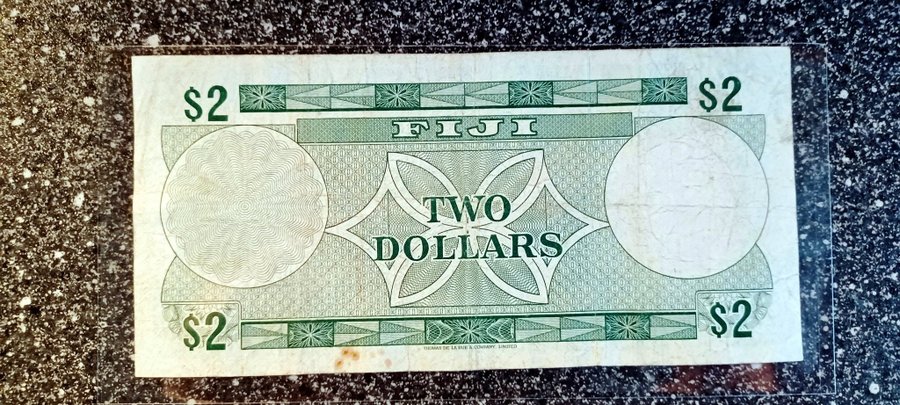 $2 $2
FIJI
TWO
DOLLARS
$2 $2
THOMAS DE LA RUE & COMPANY, LIMITED